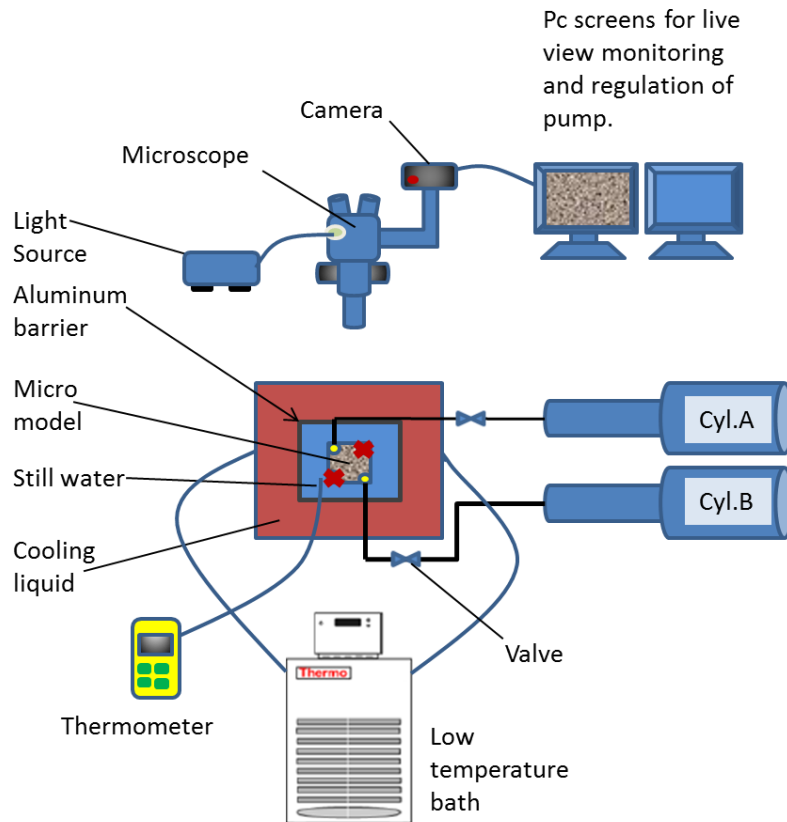 Pc screens for live
view monitoring
and regulation of
pump.
Camera
Microscope
Light
Source
Aluminum
barrier
Micro
model
Cyl.A
Still water
Cyl.B
Cooling
liquid
Valve
Thermo
Thermometer
Low
temperature
bath